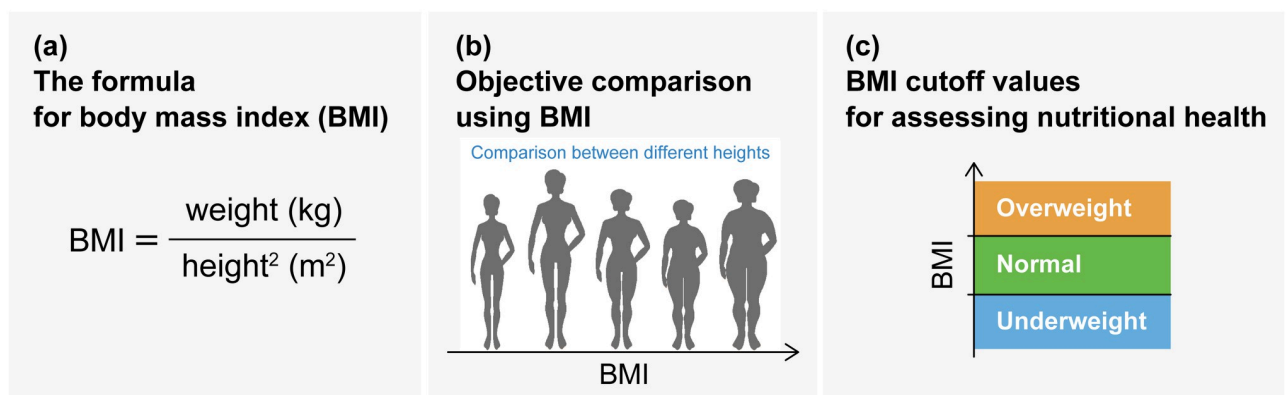 (a)
The formula
for body mass index (BMI)
BMI = weight (kg) / height² (m²)
(b)
Objective comparison
using BMI
Comparison between different heights
BMI
(c)
BMI cutoff values
for assessing nutritional health
BMI
Overweight
Normal
Underweight